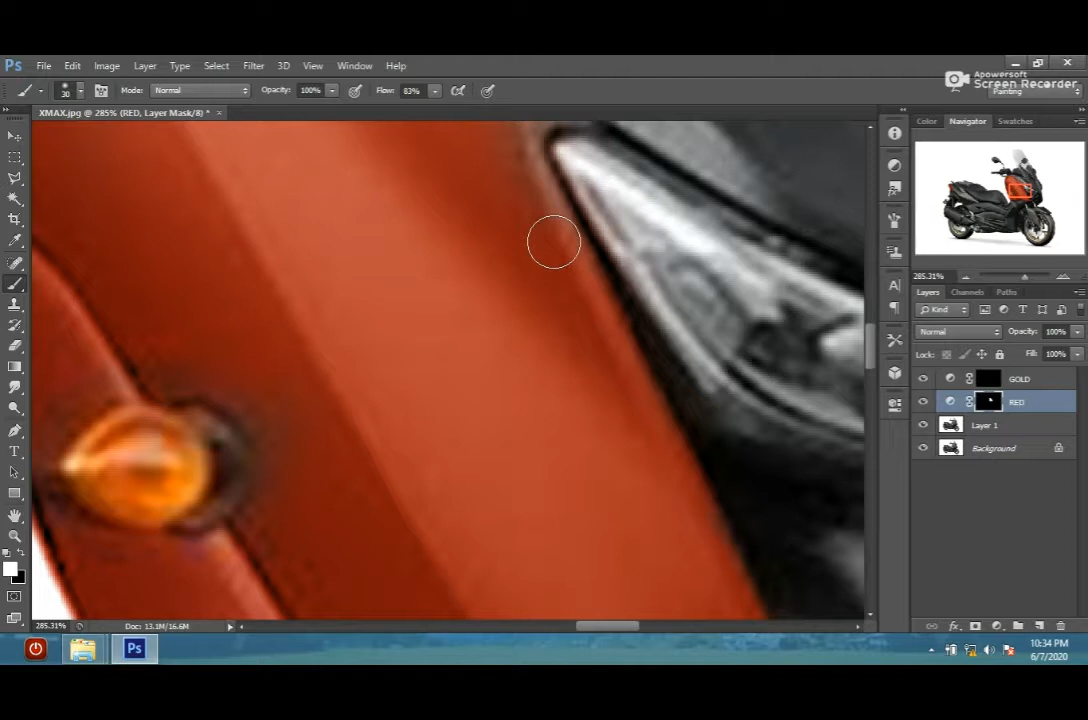 Ps File Edit Image Layer Type Select Filter 3D View Window Help
Apowersoft
Screen Recorder
30 Mode: Normal Opacity: 100% Flow: 83% Painting
XMAX.jpg @ 285% (RED, Layer Mask/8) * ×
Color Navigator Swatches
285.31%
Layers Channels Paths
Kind
Normal Opacity: 100%
Lock: Fill: 100%
GOLD
RED
Layer 1
Background
285.31% Doc: 13.1M/16.6M
Ps
10:34 PM
6/7/2020